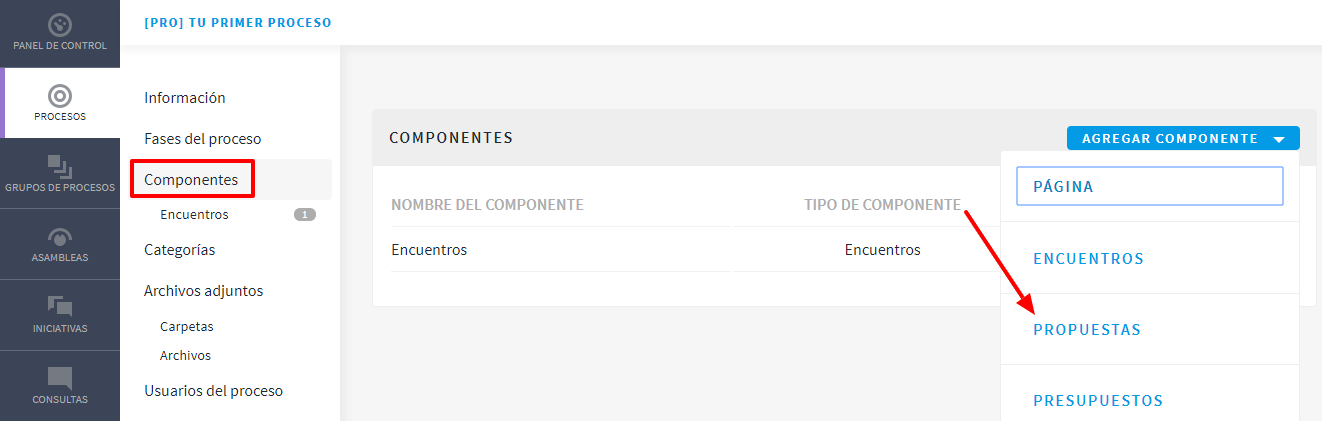 PANEL DE CONTROL
PROCESOS
GRUPOS DE PROCESOS
ASAMBLEAS
INICIATIVAS
CONSULTAS
[PRO] TU PRIMER PROCESO
Información
Fases del proceso
Componentes
Encuentros 1
Categorías
Archivos adjuntos
Carpetas
Archivos
Usuarios del proceso
COMPONENTES
AGREGAR COMPONENTE
NOMBRE DEL COMPONENTE TIPO DE COMPONENTE
Encuentros Encuentros
PÁGINA
ENCUENTROS
PROPUESTAS
PRESUPUESTOS